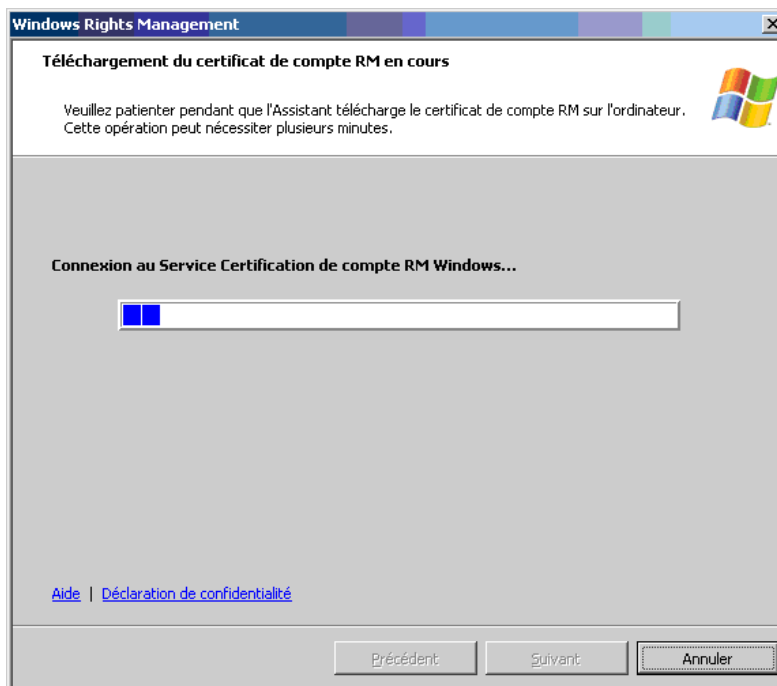 Windows Rights Management
Téléchargement du certificat de compte RM en cours
Veuillez patienter pendant que l'Assistant télécharge le certificat de compte RM sur l'ordinateur.
Cette opération peut nécessiter plusieurs minutes.
Connexion au Service Certification de compte RM Windows...
Aide | Déclaration de confidentialité
Précédent Suivant Annuler